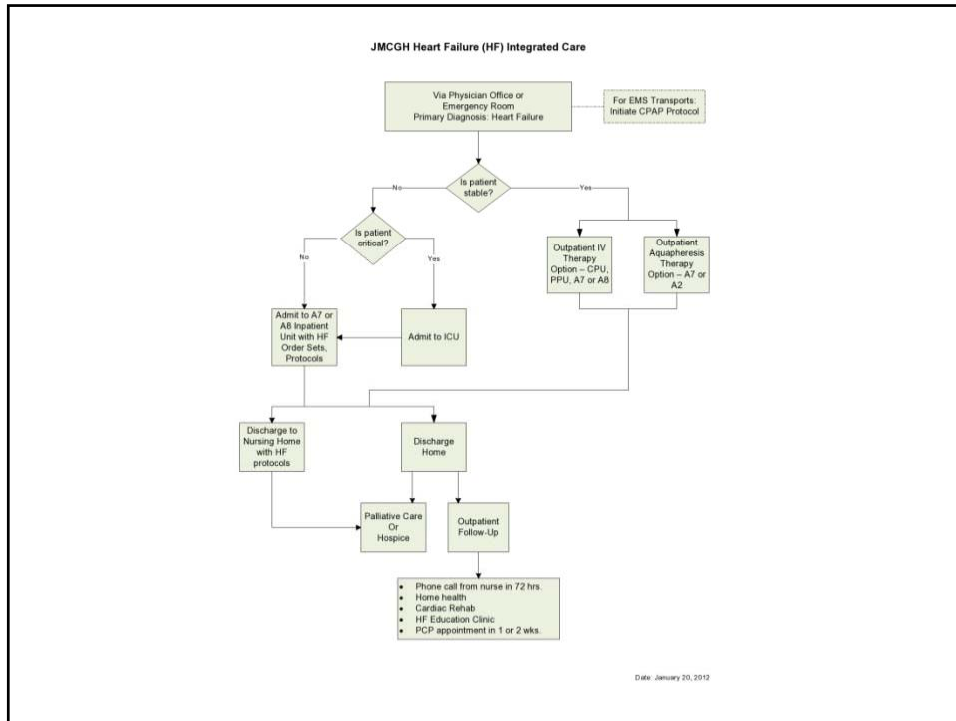 JMCGH Heart Failure (HF) Integrated Care
Via Physician Office or
Emergency Room
Primary Diagnosis: Heart Failure
For EMS Transports:
Initiate CPAP Protocol
Is patient
stable?
No
Yes
Is patient
critical?
No
Yes
Outpatient IV
Therapy
Option – CPU,
PPU, A7 or A8
Outpatient
Aquapheresis
Therapy
Option – A7 or
A2
Admit to A7 or
A8 Inpatient
Unit with HF
Order Sets,
Protocols
Admit to ICU
Discharge to
Nursing Home
with HF
protocols
Discharge
Home
Palliative Care
Or
Hospice
Outpatient
Follow-Up
• Phone call from nurse in 72 hrs.
• Home health
• Cardiac Rehab
• HF Education Clinic
• PCP appointment in 1 or 2 wks.
Date: January 20, 2012